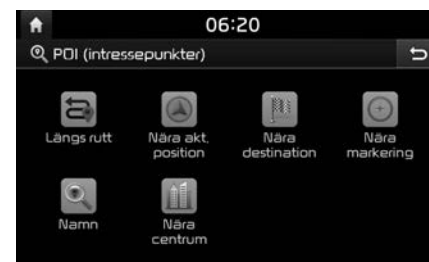 06:20
POI (intressepunkter)
Längs rutt
Nära akt.
position
Nära
destination
Nära
markering
Namn
Nära
centrum